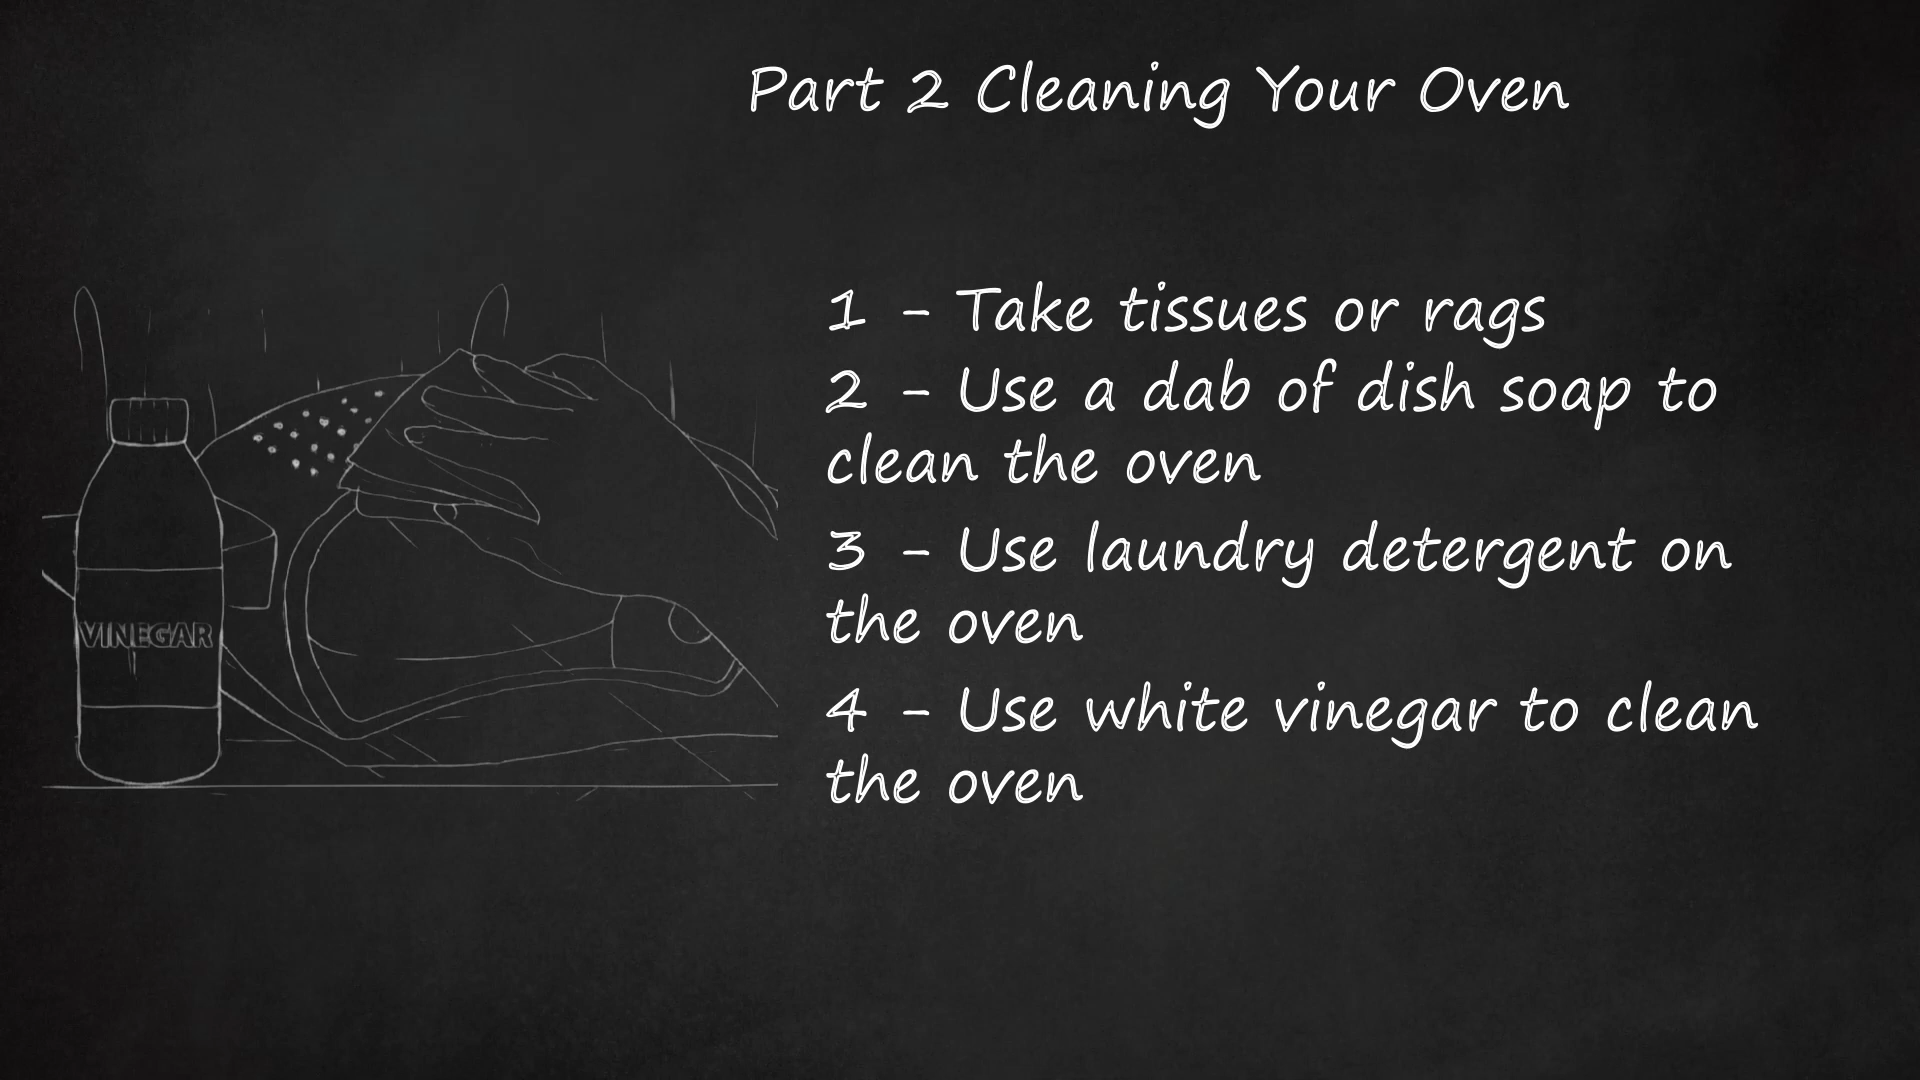 Part 2 Cleaning Your Oven
1 - Take tissues or rags
2 - Use a dab of dish soap to
clean the oven
3 - Use laundry detergent on
the oven
4 - Use white vinegar to clean
the oven
VINEGAR